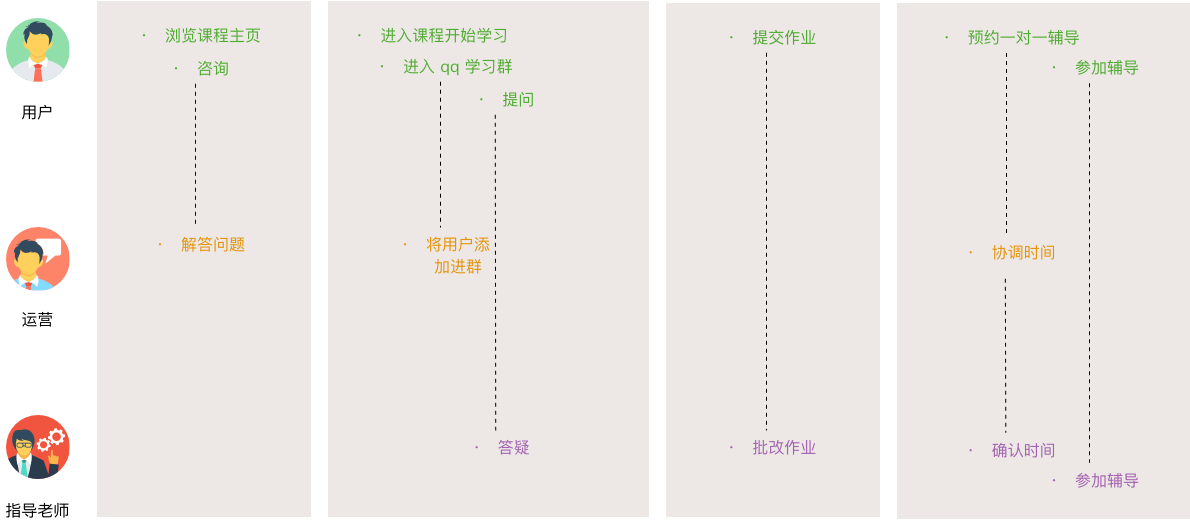 用户
运营
指导老师
· 浏览课程主页
· 咨询
· 解答问题
· 进入课程开始学习
· 进入 qq 学习群
· 提问
· 将用户添
加进群
· 答疑
· 提交作业
· 批改作业
· 预约一对一辅导
· 参加辅导
· 协调时间
· 确认时间
· 参加辅导